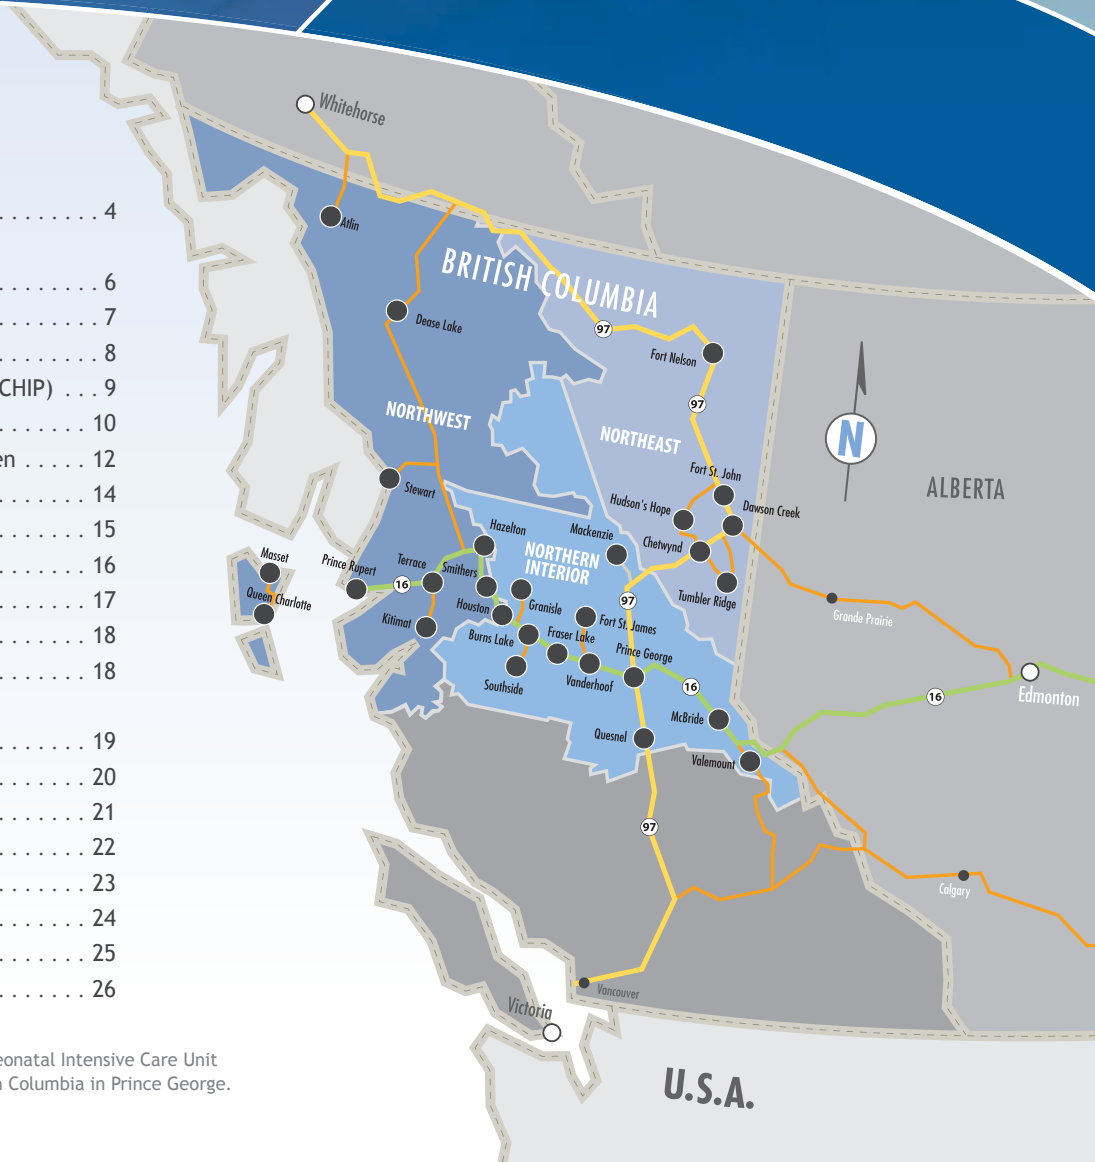 . . . . . . . . 4
. . . . . . . . 6
. . . . . . . . 7
. . . . . . . . 8
CHIP) . . . 9
. . . . . . . 10
en . . . . . 12
. . . . . . . 14
. . . . . . . 15
. . . . . . . 16
. . . . . . . 17
. . . . . . . 18
. . . . . . . 18
. . . . . . . 19
. . . . . . . 20
. . . . . . . 21
. . . . . . . 22
. . . . . . . 23
. . . . . . . 24
. . . . . . . 25
. . . . . . . 26
eonatal Intensive Care Unit
n Columbia in Prince George.
Whitehorse
Atlin
BRITISH COLUMBIA
Dease Lake
97
Fort Nelson
97
NORTHWEST
NORTHEAST
N
ALBERTA
Stewart
Fort St. John
Hudson's Hope
Dawson Creek
Hazelton
Mackenzie
Chetwynd
NORTHERN
INTERIOR
Masset
Prince Rupert
16
Terrace
Smithers
Queen Charlotte
Houston
Granisle
97
Tumbler Ridge
Grande Prairie
Kitimat
Burns Lake
Fraser Lake
Fort St. James
Prince George
Southside
Vanderhoof
16
16
Edmonton
McBride
Quesnel
Valemount
97
Calgary
Vancouver
Victoria
U.S.A.